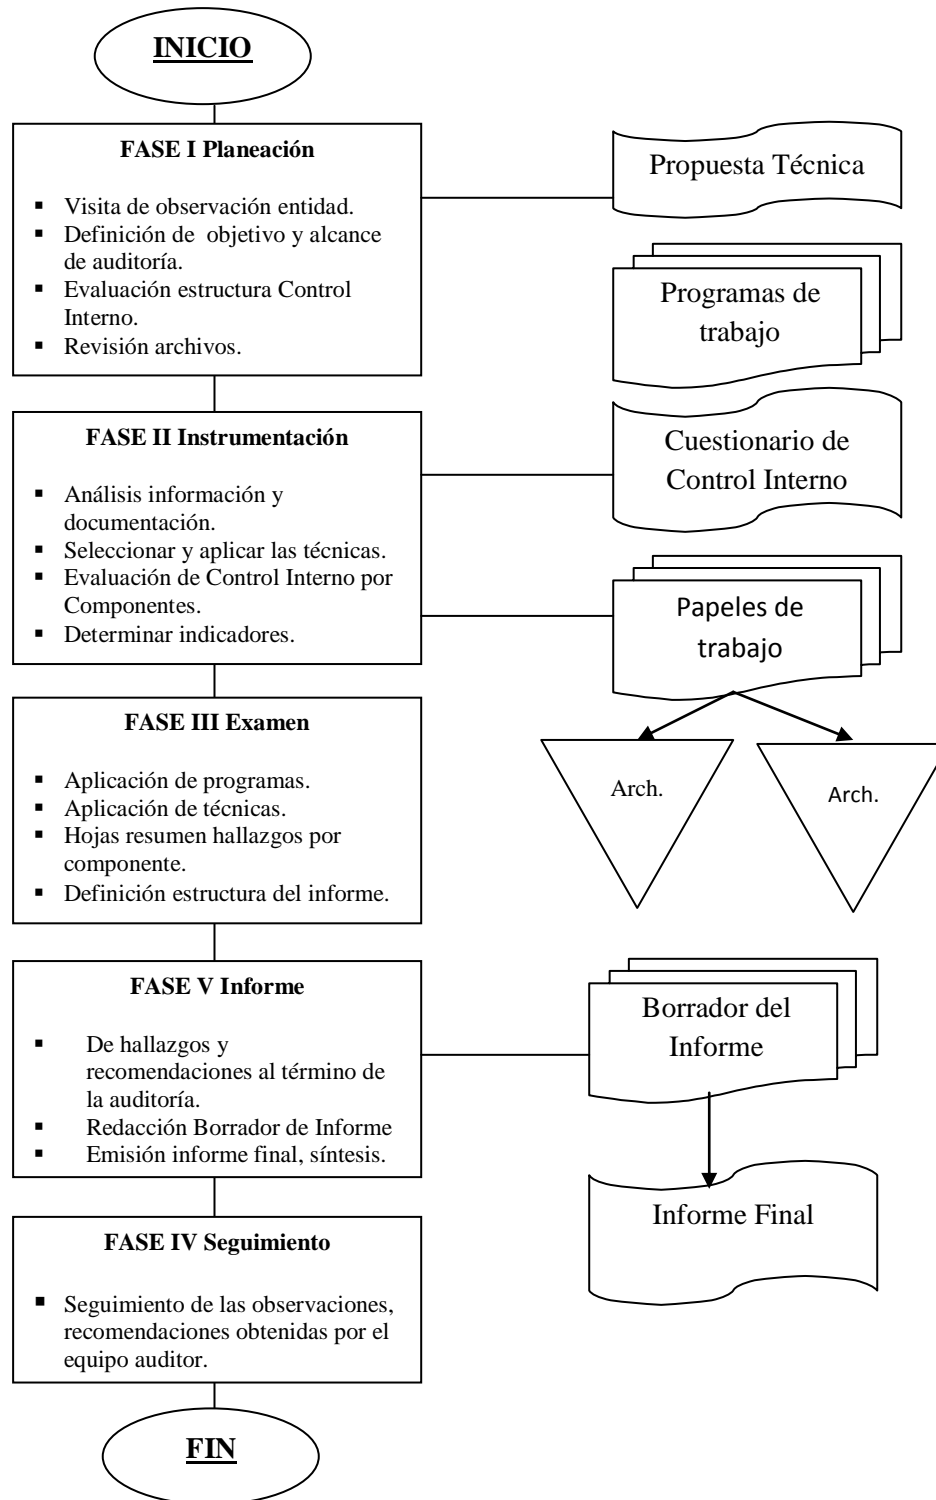 INICIO
FASE I Planeación
▪ Visita de observación entidad.
▪ Definición de objetivo y alcance
de auditoría.
▪ Evaluación estructura Control
Interno.
▪ Revisión archivos.
Propuesta Técnica
Programas de
trabajo
FASE II Instrumentación
▪ Análisis información y
documentación.
▪ Seleccionar y aplicar las técnicas.
▪ Evaluación de Control Interno por
Componentes.
▪ Determinar indicadores.
Cuestionario de
Control Interno
Papeles de
trabajo
FASE III Examen
▪ Aplicación de programas.
▪ Aplicación de técnicas.
▪ Hojas resumen hallazgos por
componente.
▪ Definición estructura del informe.
Arch.
Arch.
FASE V Informe
▪ De hallazgos y
recomendaciones al término de
la auditoría.
▪ Redacción Borrador de Informe
▪ Emisión informe final, síntesis.
Borrador del
Informe
Informe Final
FASE IV Seguimiento
▪ Seguimiento de las observaciones,
recomendaciones obtenidas por el
equipo auditor.
FIN